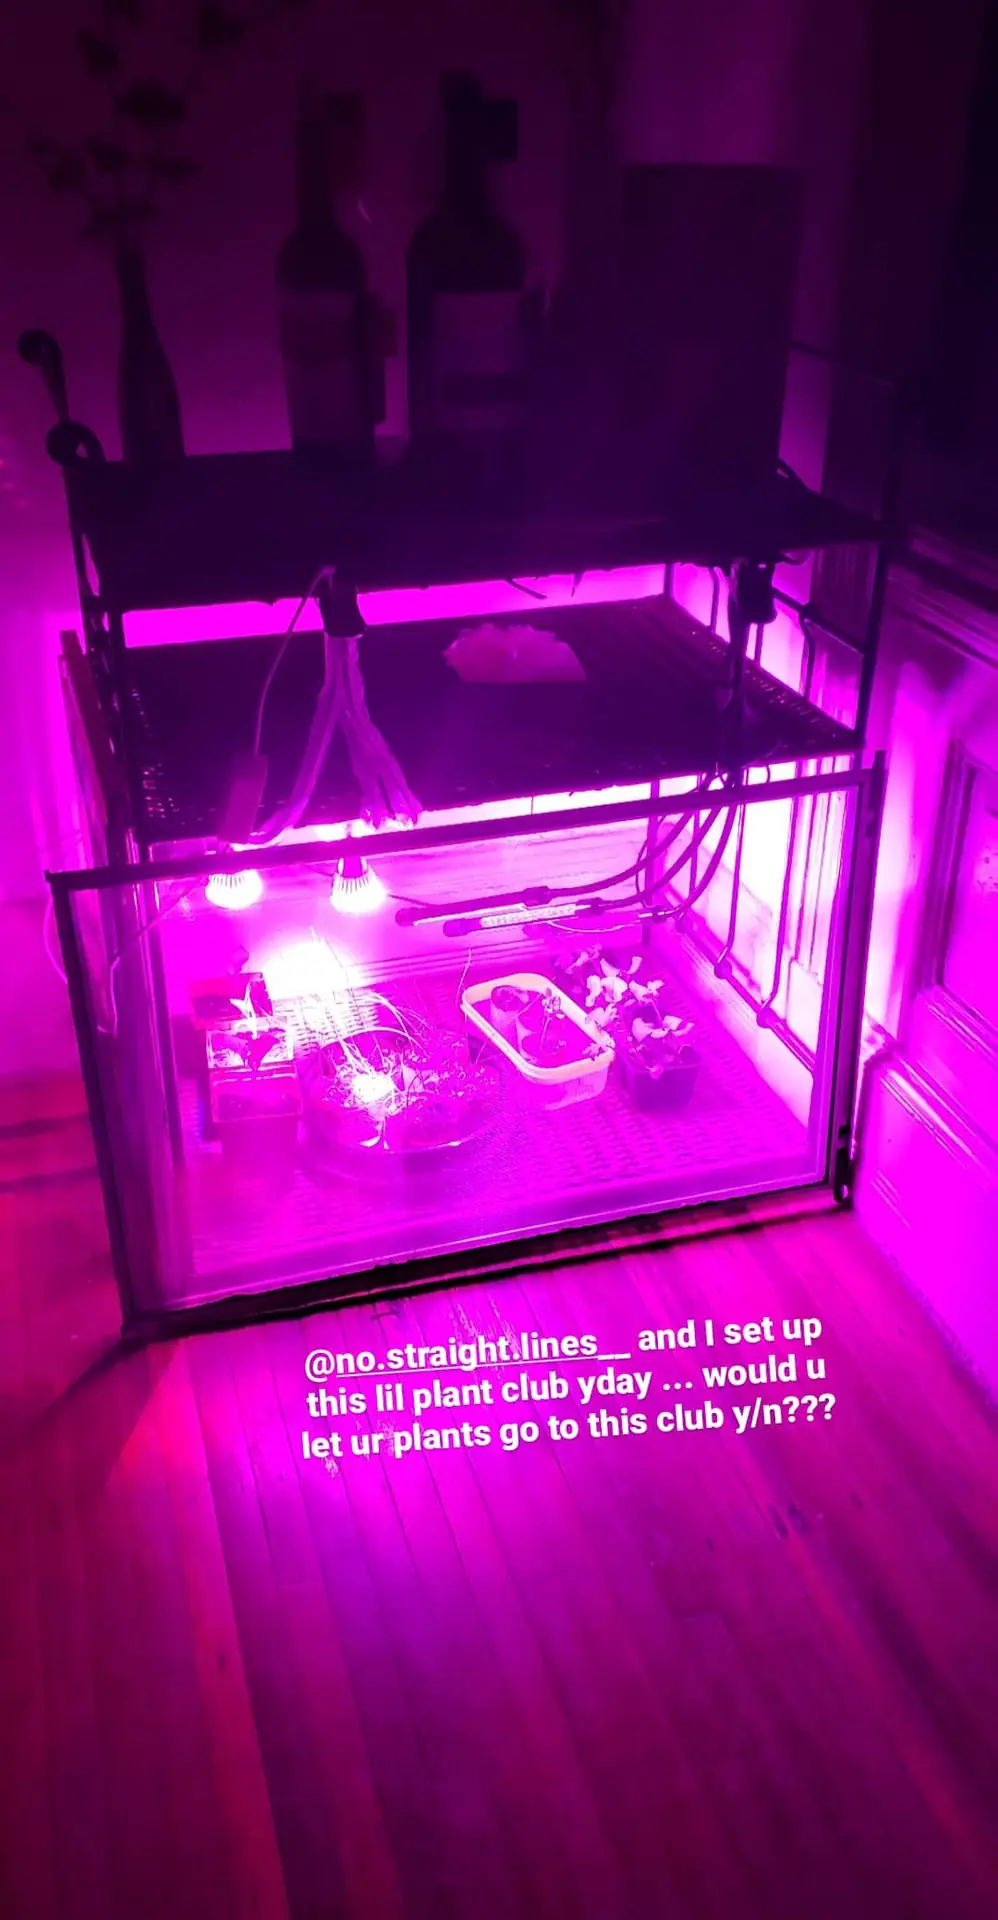 @no.straight.lines__ and I set up
this lil plant club yday ... would u
let ur plants go to this club y/n???